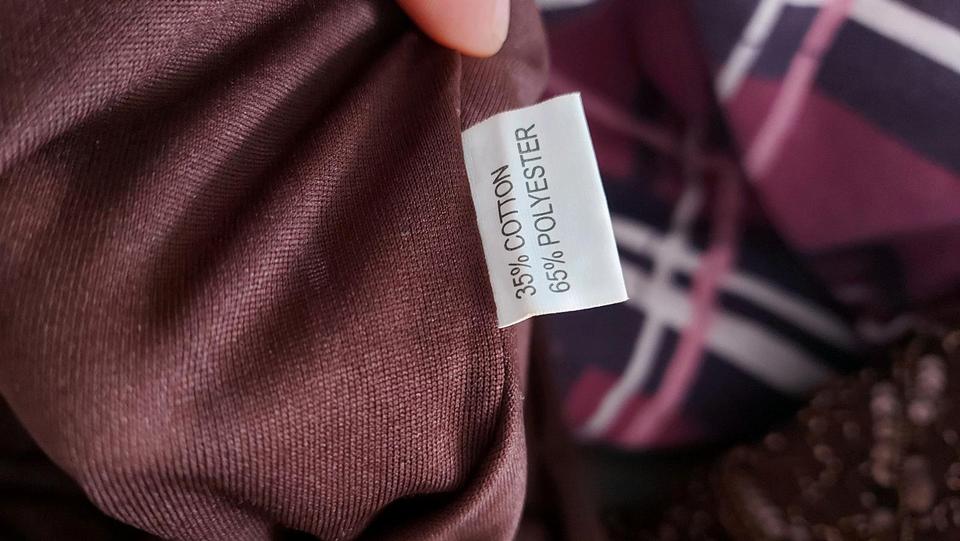 35% COTTON
65% POLYESTER